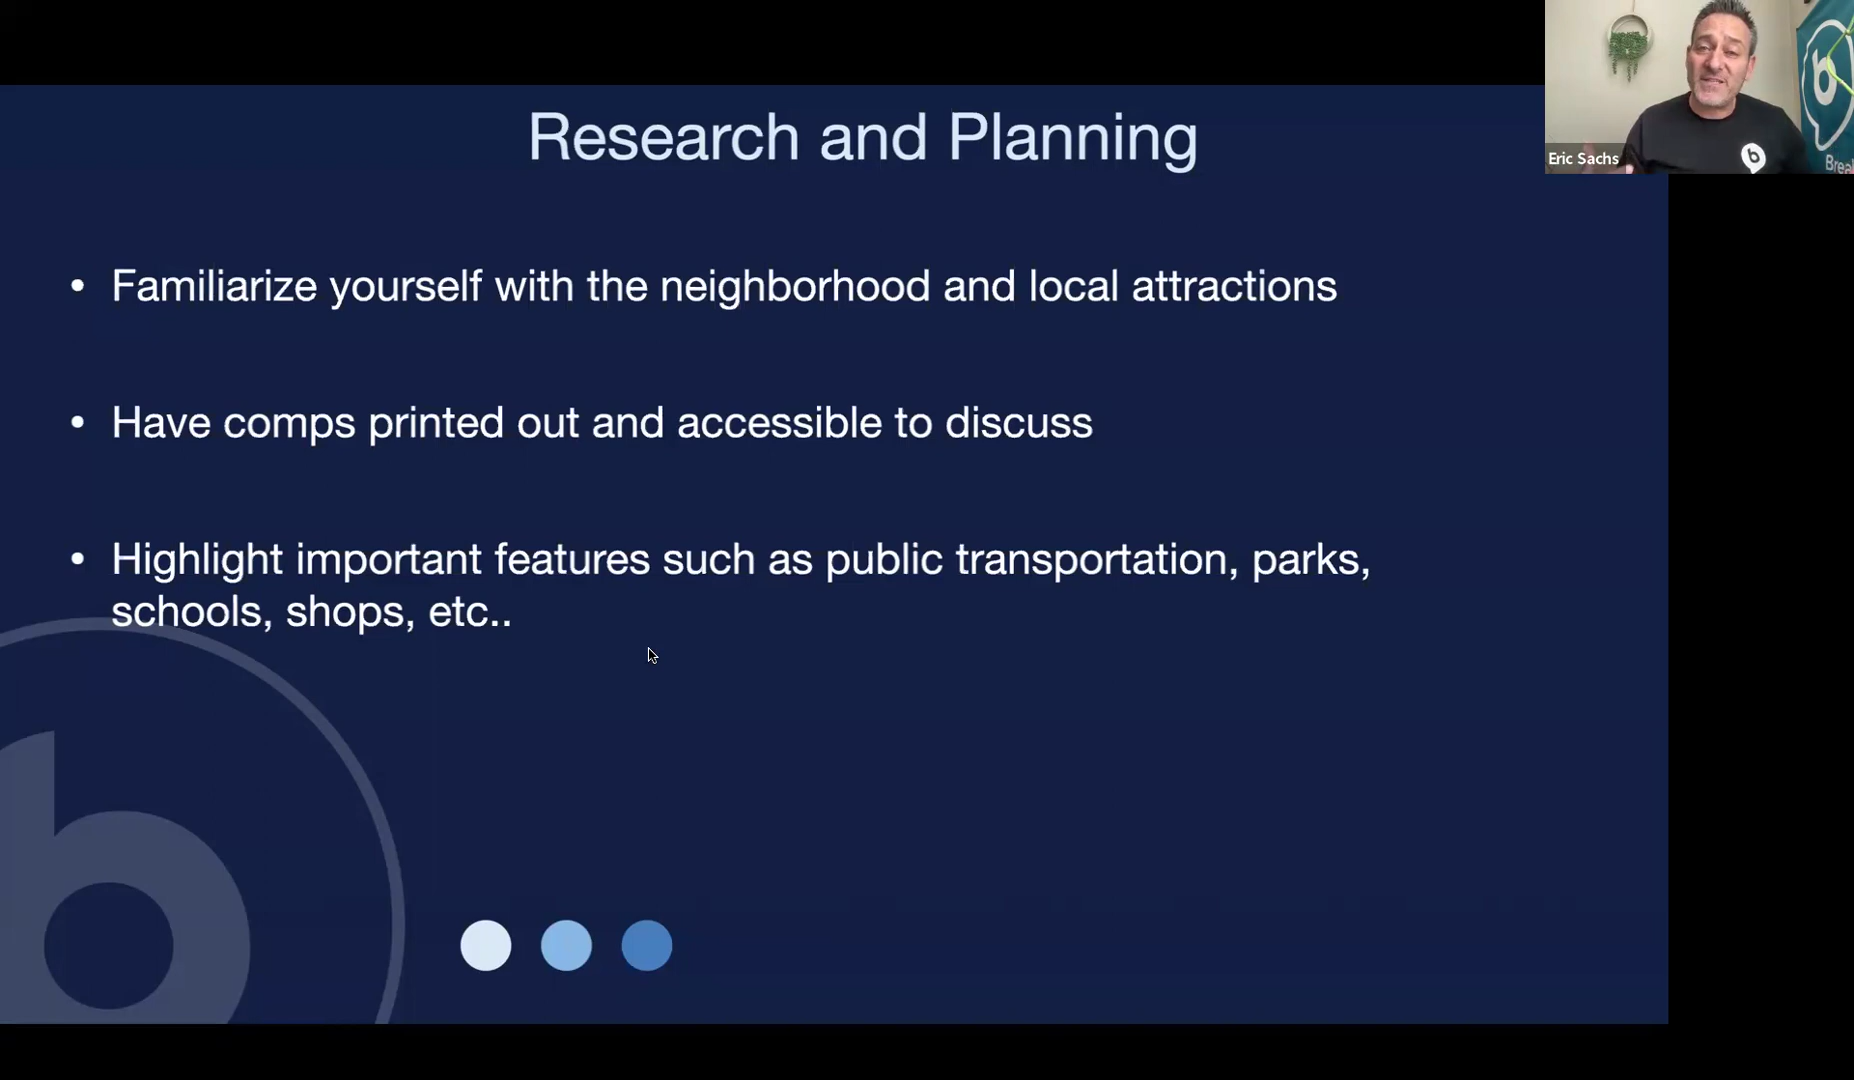 Research and Planning
• Familiarize yourself with the neighborhood and local attractions
• Have comps printed out and accessible to discuss
• Highlight important features such as public transportation, parks,
schools, shops, etc..
b
Eric Sachs
b
b
Brea